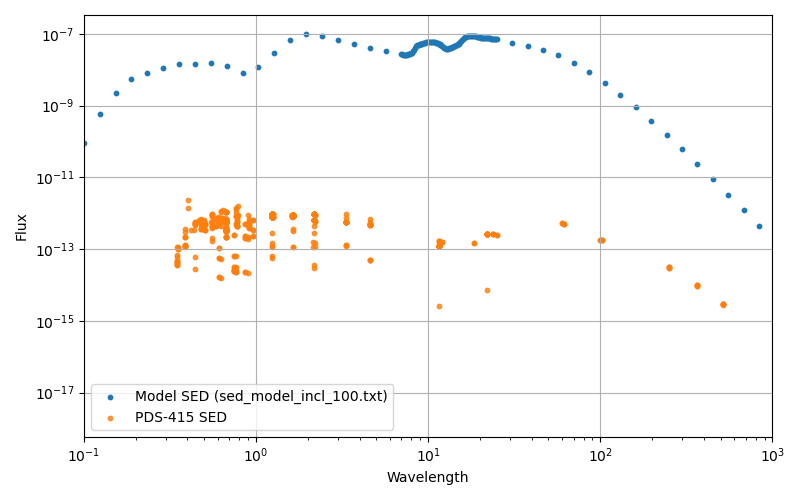 10⁻⁷
10⁻⁹
10⁻¹¹
10⁻¹³
10⁻¹⁵
10⁻¹⁷
Flux
Model SED (sed_model_incl_100.txt)
PDS-415 SED
10⁻¹ 10⁰ 10¹ 10² 10³
Wavelength